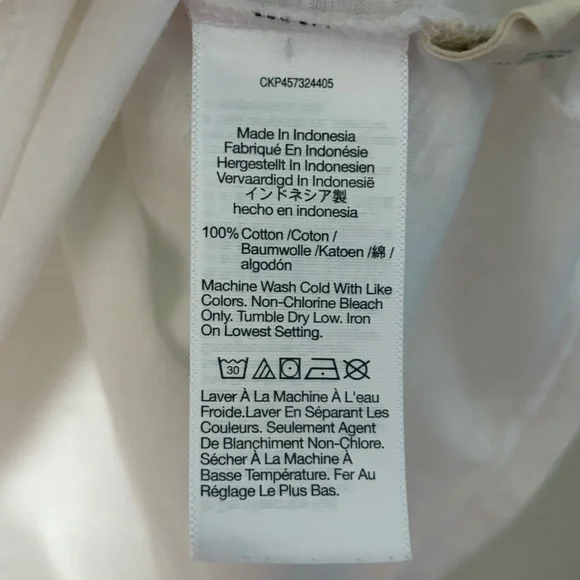 CKP457324405
Made In Indonesia
Fabriqué En Indonésie
Hergestellt In Indonesien
Vervaardigd In Indonesië
インドネシア製
hecho en indonesia
100% Cotton /Coton /
Baumwolle /Katoen /綿 /
algodón
Machine Wash Cold With Like
Colors. Non-Chlorine Bleach
Only. Tumble Dry Low. Iron
On Lowest Setting.
30
Laver À La Machine À L'eau
Froide.Laver En Séparant Les
Couleurs. Seulement Agent
De Blanchiment Non-Chlore.
Sécher À La Machine À
Basse Température. Fer Au
Réglage Le Plus Bas.